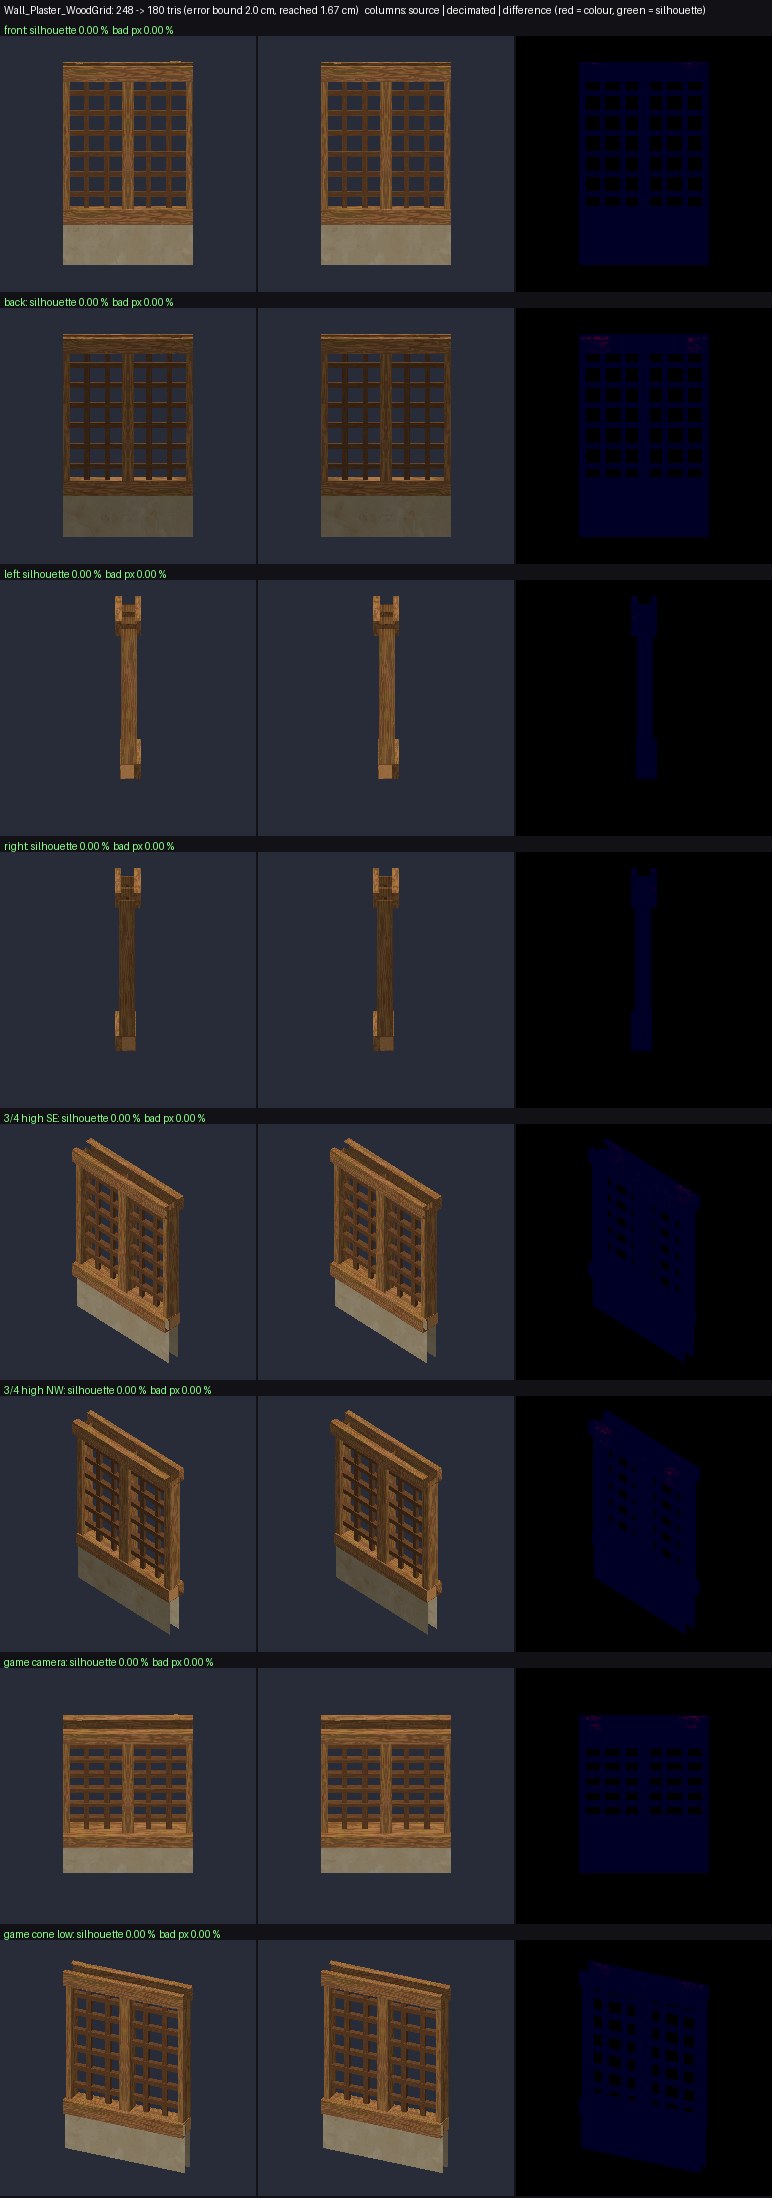 Wall_Plaster_WoodGrid: 248 -> 180 tris (error bound 2.0 cm, reached 1.67 cm)  columns: source | decimated | difference (red = colour, green = silhouette)
front: silhouette 0.00 % bad px 0.00 %
back: silhouette 0.00 % bad px 0.00 %
left: silhouette 0.00 % bad px 0.00 %
right: silhouette 0.00 % bad px 0.00 %
3/4 high SE: silhouette 0.00 % bad px 0.00 %
3/4 high NW: silhouette 0.00 % bad px 0.00 %
game camera: silhouette 0.00 % bad px 0.00 %
game cone low: silhouette 0.00 % bad px 0.00 %